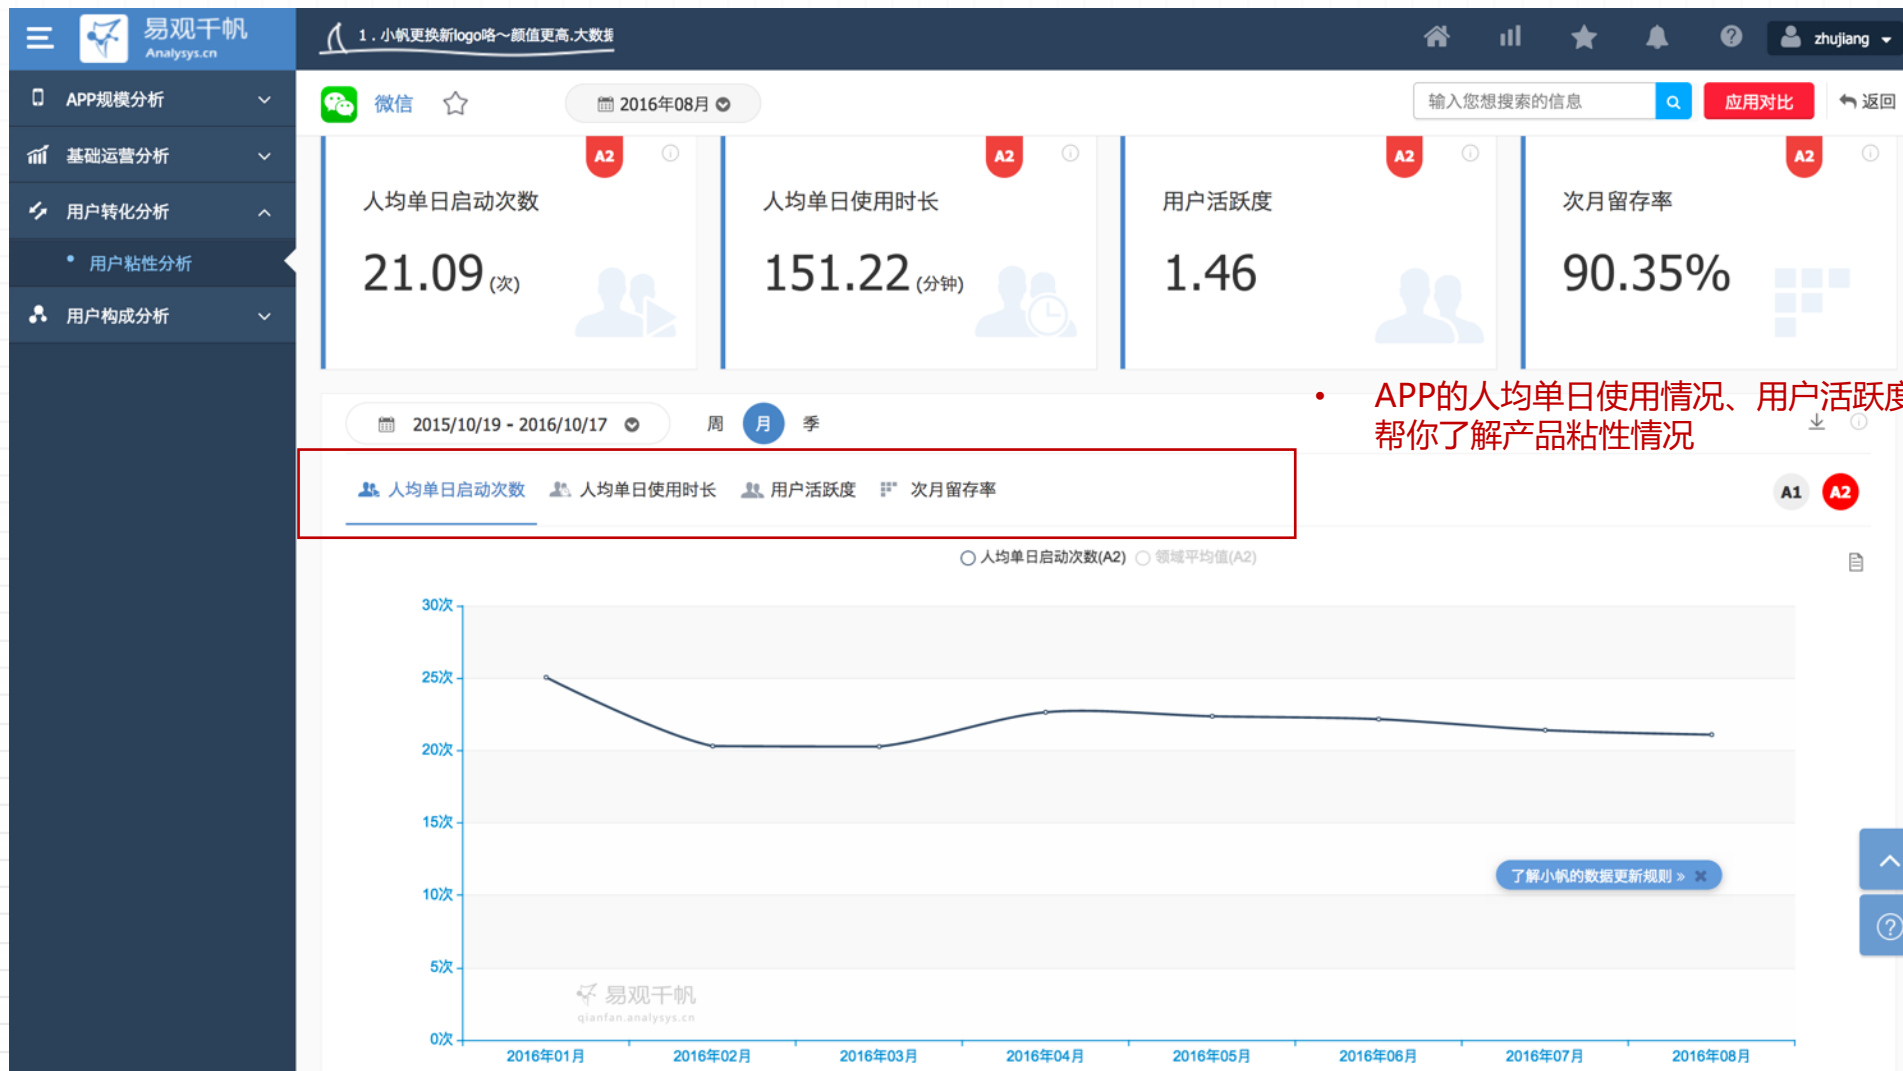 易观千帆
Analysys.cn
1．小帆更换新logo咯～颜值更高.大数据
zhujiang
APP规模分析
基础运营分析
用户转化分析
用户粘性分析
用户构成分析
微信
2016年08月
输入您想搜索的信息
应用对比
返回
A2
A2
A2
A2
人均单日启动次数
人均单日使用时长
用户活跃度
次月留存率
21.09 (次)
151.22 (分钟)
1.46
90.35%
• APP的人均单日使用情况、用户活跃度
帮你了解产品粘性情况
2015/10/19 - 2016/10/17
周 月 季
人均单日启动次数 人均单日使用时长 用户活跃度 次月留存率
A1 A2
人均单日启动次数(A2) 领域平均值(A2)
30次
25次
20次
15次
10次
5次
0次
了解小帆的数据更新规则 »
易观千帆
qianfan.analysys.cn
2016年01月 2016年02月 2016年03月 2016年04月 2016年05月 2016年06月 2016年07月 2016年08月